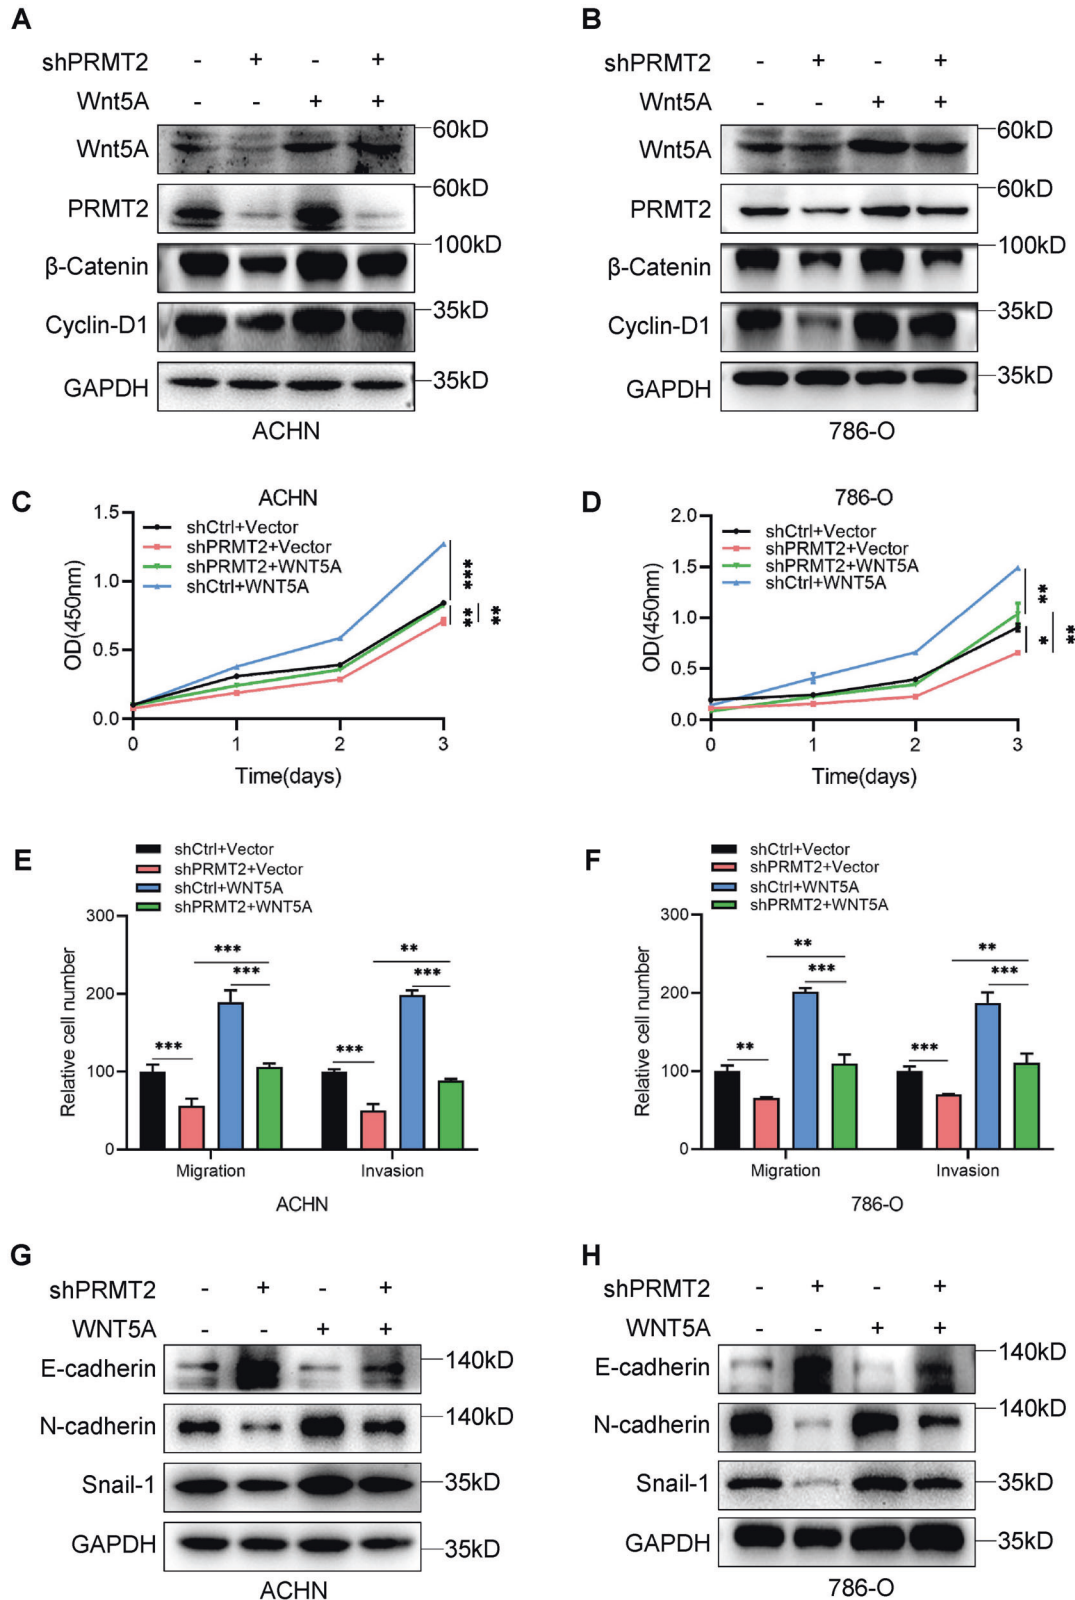 A
shPRMT2 - + - +
Wnt5A - - + +
Wnt5A 60kD
PRMT2 60kD
β-Catenin 100kD
Cyclin-D1 35kD
GAPDH 35kD
ACHN
B
shPRMT2 - + - +
Wnt5A - - + +
Wnt5A 60kD
PRMT2 60kD
β-Catenin 100kD
Cyclin-D1 35kD
GAPDH 35kD
786-O
C
ACHN
shCtrl+Vector
shPRMT2+Vector
shPRMT2+WNT5A
shCtrl+WNT5A
OD(450nm)
1.5
1.0
0.5
0.0
0 1 2 3
Time(days)
***
**
**
D
786-O
shCtrl+Vector
shPRMT2+Vector
shPRMT2+WNT5A
shCtrl+WNT5A
OD(450nm)
2.0
1.5
1.0
0.5
0.0
0 1 2 3
Time(days)
**
*
**
E
shCtrl+Vector
shPRMT2+Vector
shCtrl+WNT5A
shPRMT2+WNT5A
Relative cell number
300
200
100
0
*** **
*** ***
*** ***
Migration Invasion
ACHN
F
shCtrl+Vector
shPRMT2+Vector
shCtrl+WNT5A
shPRMT2+WNT5A
Relative cell number
300
200
100
0
** **
*** ***
** ***
Migration Invasion
786-O
G
shPRMT2 - + - +
WNT5A - - + +
E-cadherin 140kD
N-cadherin 140kD
Snail-1 35kD
GAPDH 35kD
ACHN
H
shPRMT2 - + - +
WNT5A - - + +
E-cadherin 140kD
N-cadherin 140kD
Snail-1 35kD
GAPDH 35kD
786-O